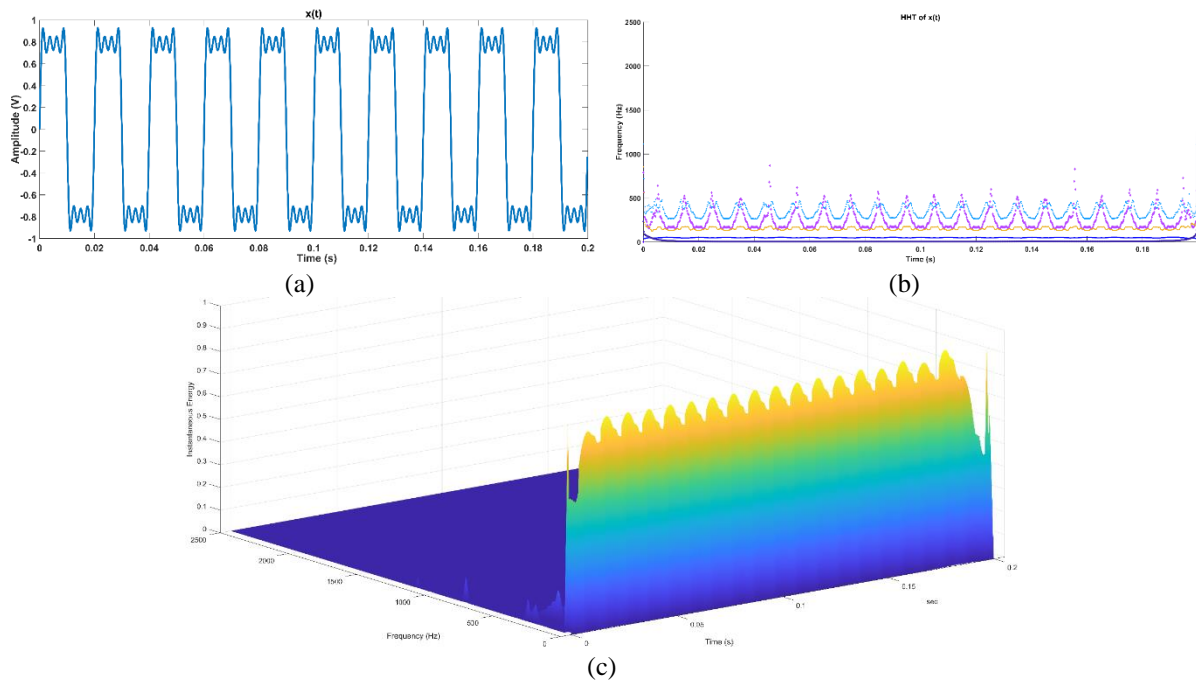 x(t)
1
0.8
0.6
0.4
0.2
0
-0.2
-0.4
-0.6
-0.8
-1
Amplitude (V)
0.02 0.04 0.06 0.08 0.1 0.12 0.14 0.16 0.18 0.2
Time (s)
(a)
HHT of x(t)
2500
2000
1500
1000
500
0
Frequency (Hz)
0.02 0.04 0.06 0.08 0.1 0.12 0.14 0.16 0.18
Time (s)
(b)
1
0.9
0.8
0.7
0.6
0.5
0.4
0.3
0.2
0.1
0
Instantaneous Energy
2500
2000
1500
1000
500
0
Frequency (Hz)
0
0.05
0.1
0.15
0.2
sec
Time (s)
(c)